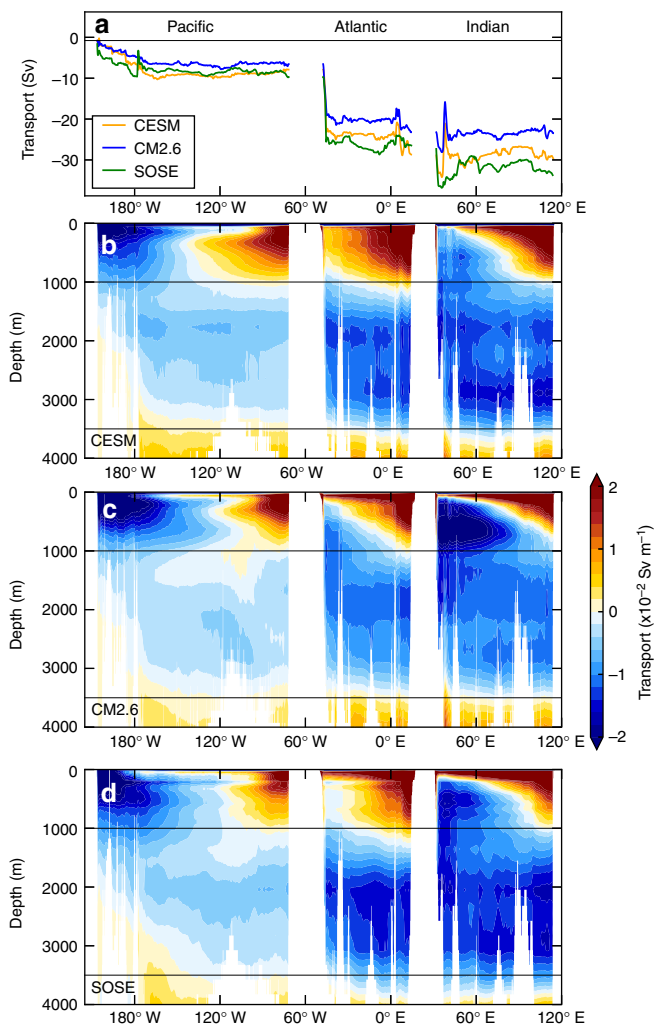 a
Pacific Atlantic Indian
0
−10
−20
−30
Transport (Sv)
CESM
CM2.6
SOSE
180° W 120° W 60° W 0° E 60° E 120° E
b
0
1000
2000
3000
4000
Depth (m)
CESM
180° W 120° W 60° W 0° E 60° E 120° E
c
0
1000
2000
3000
4000
Depth (m)
CM2.6
180° W 120° W 60° W 0° E 60° E 120° E
2
1
0
−1
−2
Transport (x10⁻² Sv m⁻¹)
d
0
1000
2000
3000
4000
Depth (m)
SOSE
180° W 120° W 60° W 0° E 60° E 120° E